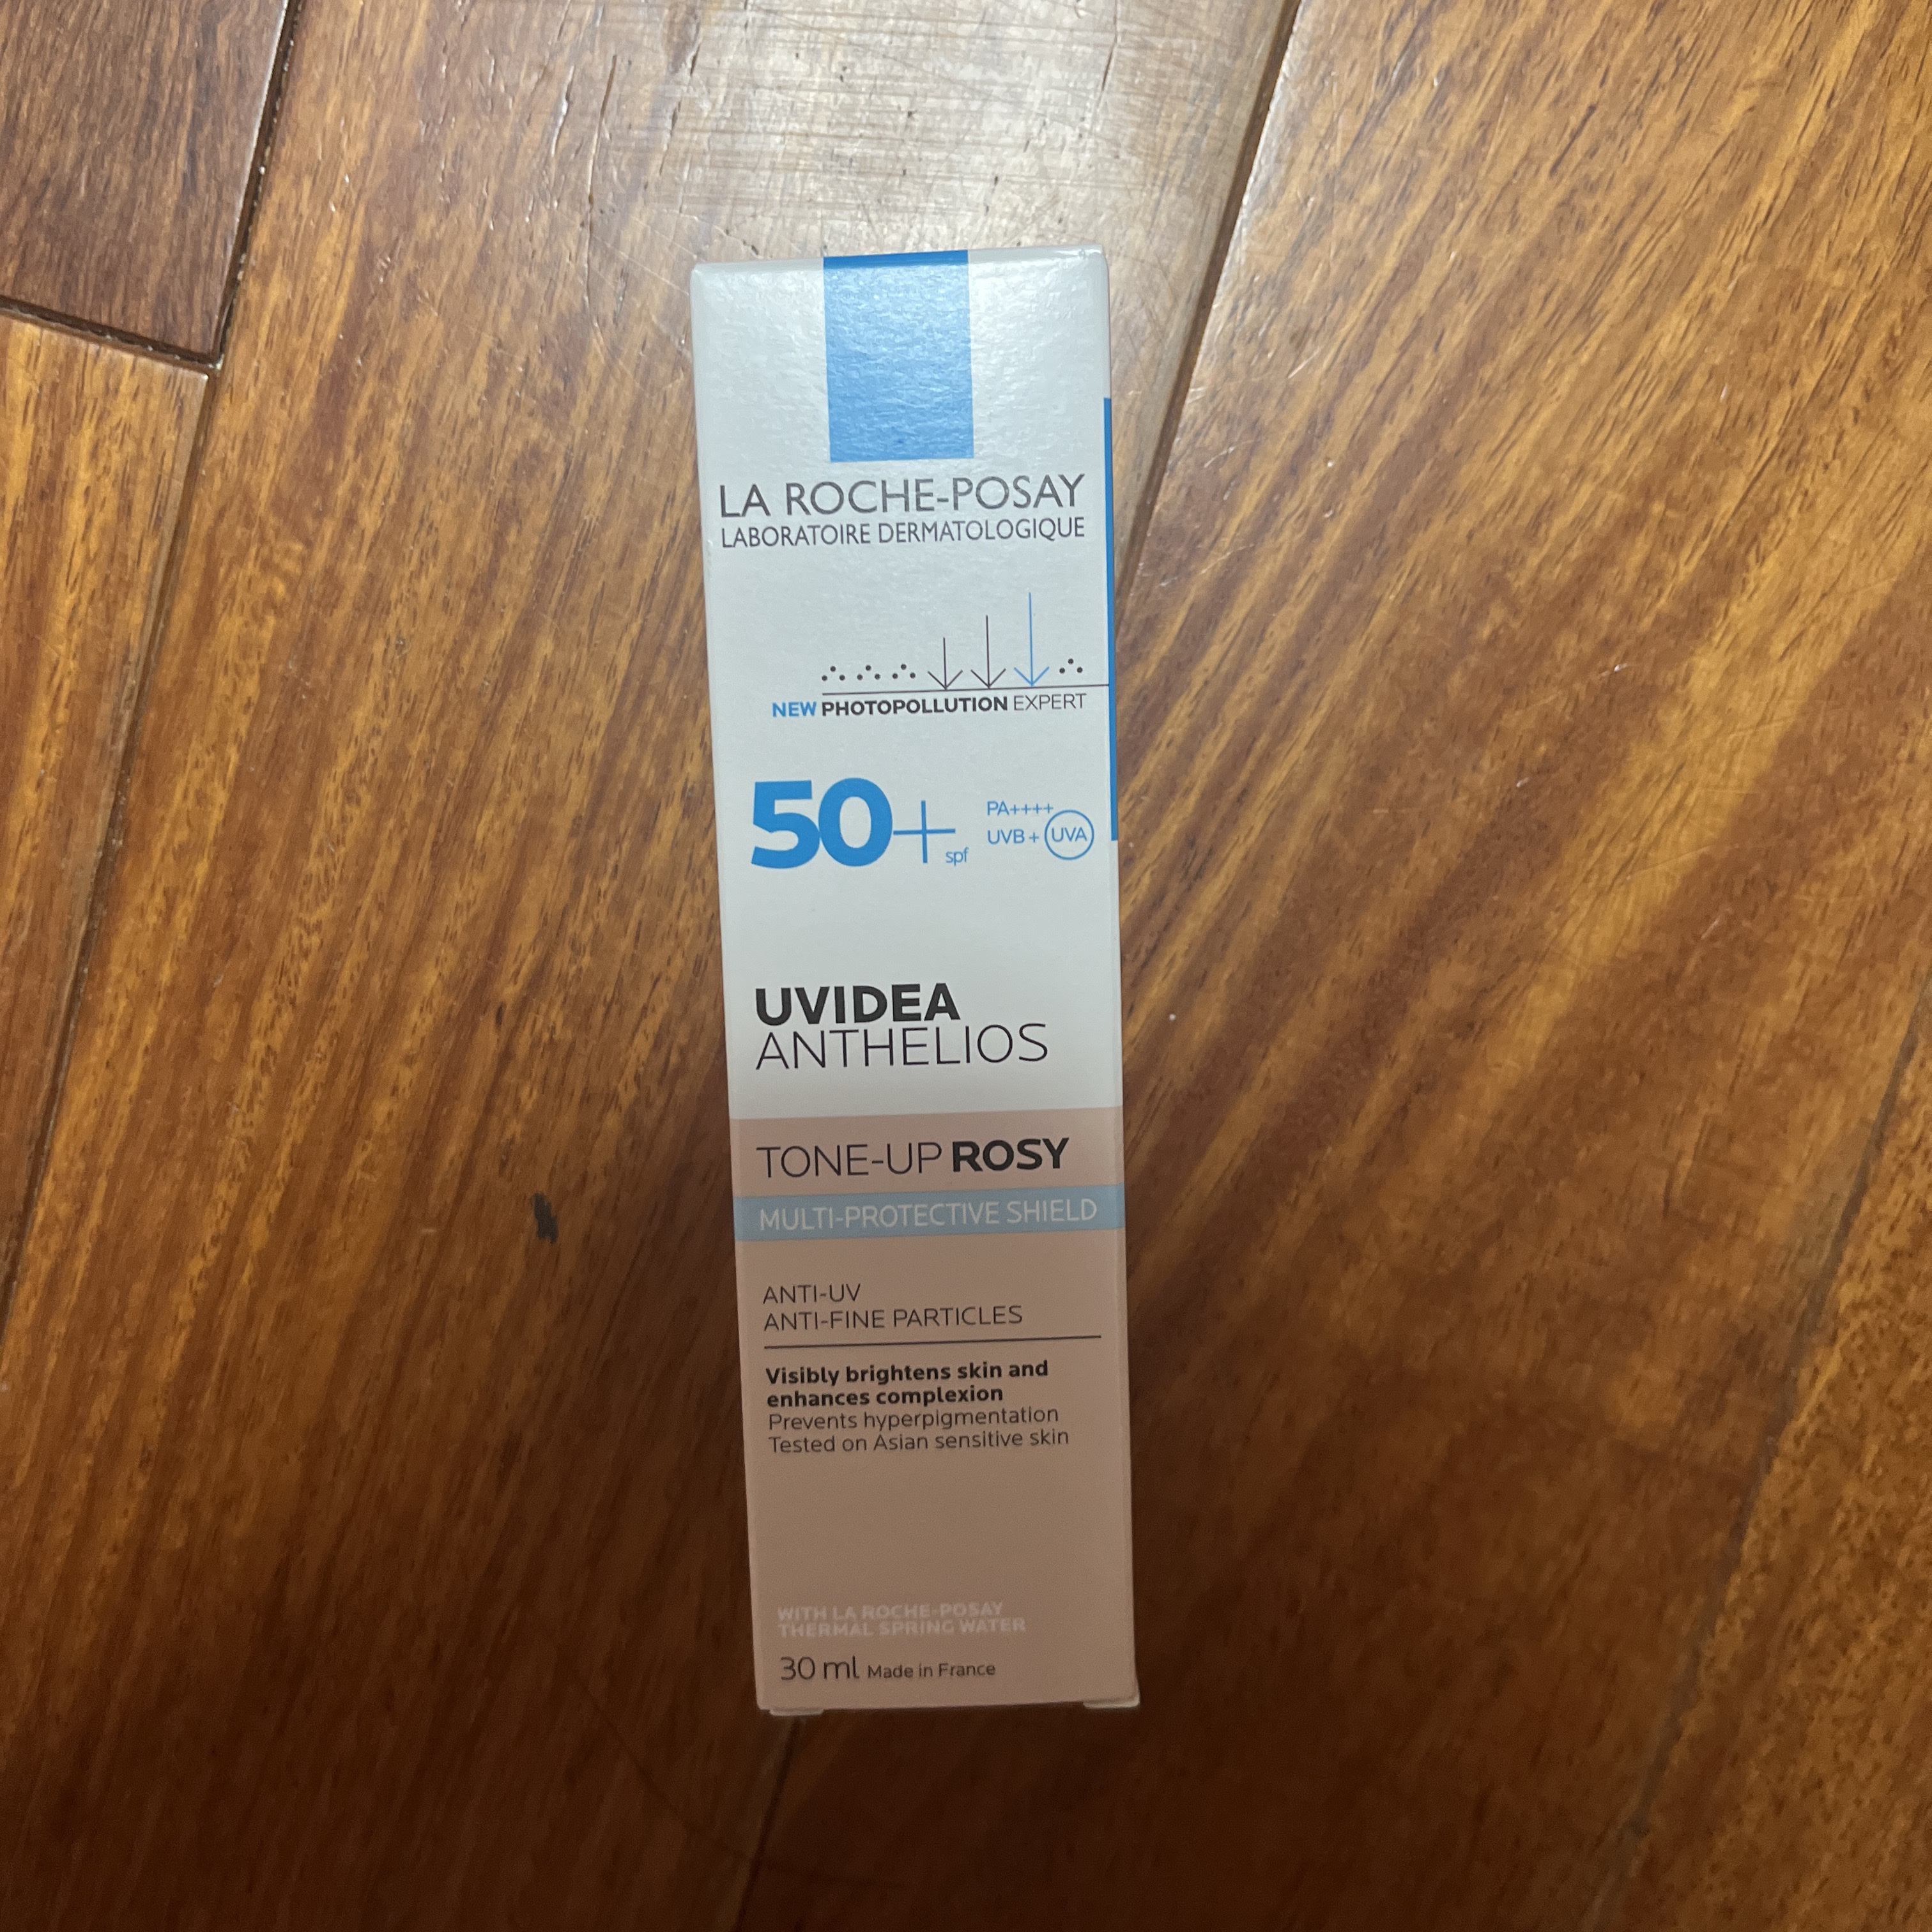 LA ROCHE-POSAY
LABORATOIRE DERMATOLOGIQUE
NEW PHOTOPOLLUTION EXPERT
50+ spf
PA++++
UVB + UVA
UVIDEA
ANTHELIOS
TONE-UP ROSY
MULTI-PROTECTIVE SHIELD
ANTI-UV
ANTI-FINE PARTICLES
Visibly brightens skin and
enhances complexion
Prevents hyperpigmentation
Tested on Asian sensitive skin
WITH LA ROCHE-POSAY
THERMAL SPRING WATER
30 ml Made in France